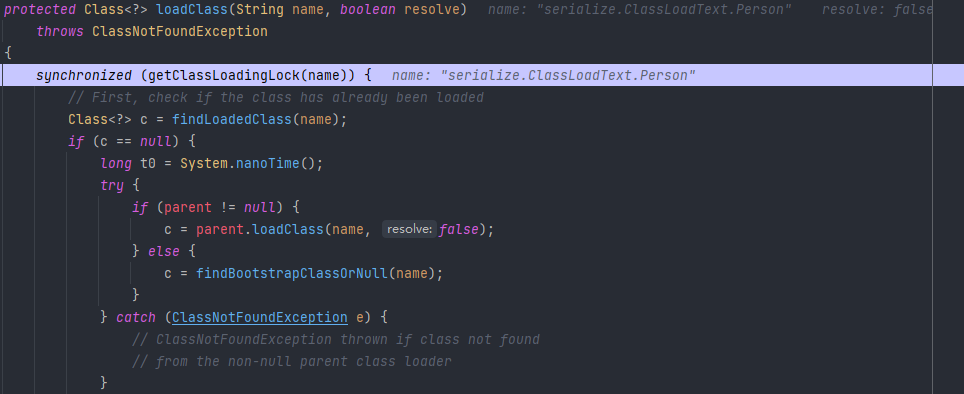 protected Class<?> loadClass(String name, boolean resolve)   name: "serialize.ClassLoadText.Person"    resolve: false
    throws ClassNotFoundException
{
    synchronized (getClassLoadingLock(name)) {   name: "serialize.ClassLoadText.Person"
        // First, check if the class has already been loaded
        Class<?> c = findLoadedClass(name);
        if (c == null) {
            long t0 = System.nanoTime();
            try {
                if (parent != null) {
                    c = parent.loadClass(name, resolve: false);
                } else {
                    c = findBootstrapClassOrNull(name);
                }
            } catch (ClassNotFoundException e) {
                // ClassNotFoundException thrown if class not found
                // from the non-null parent class loader
            }